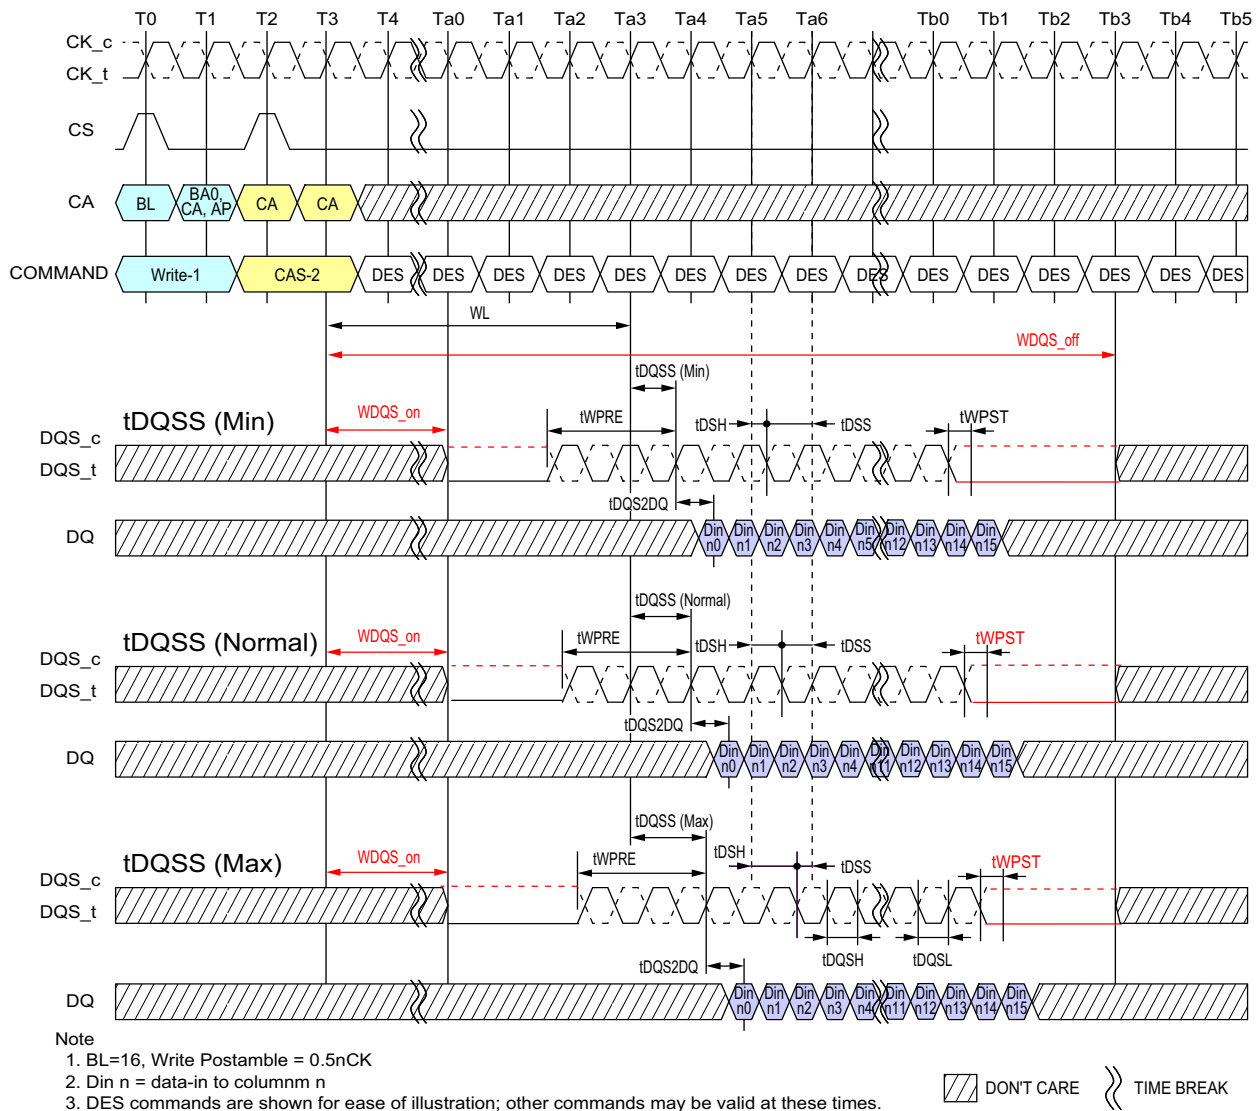 T0 T1 T2 T3 T4 Ta0 Ta1 Ta2 Ta3 Ta4 Ta5 Ta6 Tb0 Tb1 Tb2 Tb3 Tb4 Tb5
CK_c
CK_t
CS
CA BL BA0, CA, AP CA CA
COMMAND Write-1 CAS-2 DES DES DES DES DES DES DES DES DES DES DES DES DES DES DES
WL
WDQS_off
tDQSS (Min)
tDQSS (Min) WDQS_on tWPRE tDSH tDSS tWPST
DQS_c
DQS_t
tDQS2DQ
DQ Din n0 Din n1 Din n2 Din n3 Din n4 Din n5 Din n12 Din n13 Din n14 Din n15
tDQSS (Normal)
tDQSS (Normal) WDQS_on tWPRE tDSH tDSS tWPST
DQS_c
DQS_t
tDQS2DQ
DQ Din n0 Din n1 Din n2 Din n3 Din n4 Din n11 Din n12 Din n13 Din n14 Din n15
tDQSS (Max)
tDQSS (Max) WDQS_on tWPRE tDSH tDSS tWPST
DQS_c
DQS_t
tDQSH tDQSL
tDQS2DQ
DQ Din n0 Din n1 Din n2 Din n3 Din n4 Din n11 Din n12 Din n13 Din n14 Din n15
Note
1. BL=16, Write Postamble = 0.5nCK
2. Din n = data-in to columnm n
3. DES commands are shown for ease of illustration; other commands may be valid at these times.
DON'T CARE TIME BREAK